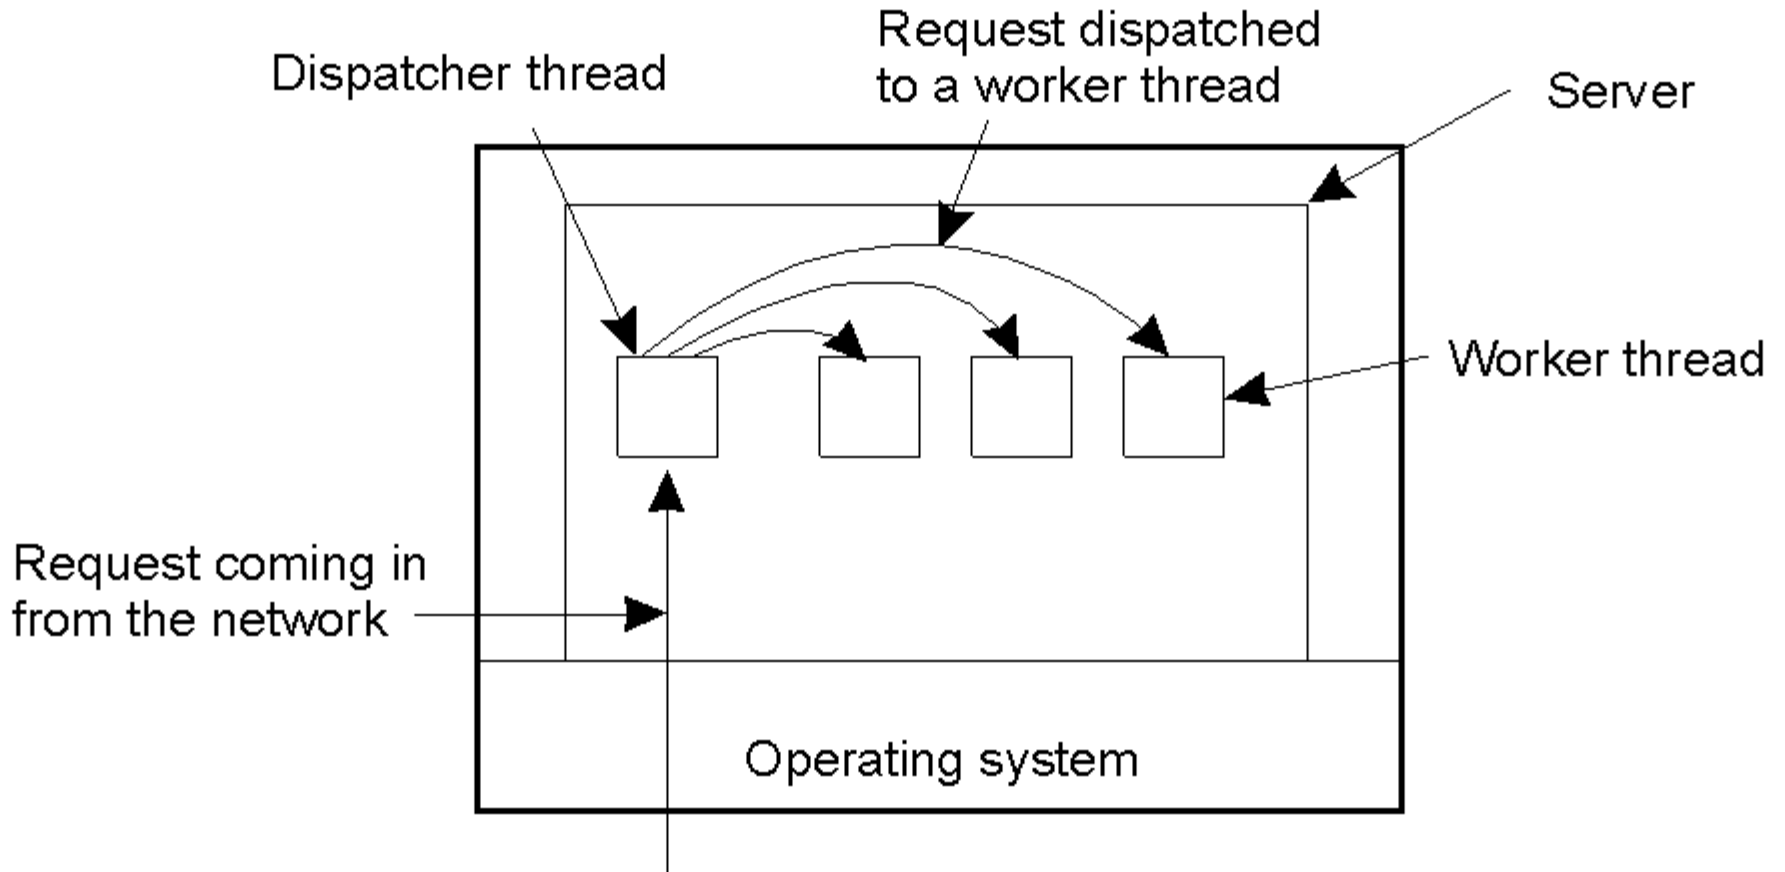 Request dispatched
to a worker thread
Dispatcher thread
Server
Worker thread
Request coming in
from the network
Operating system